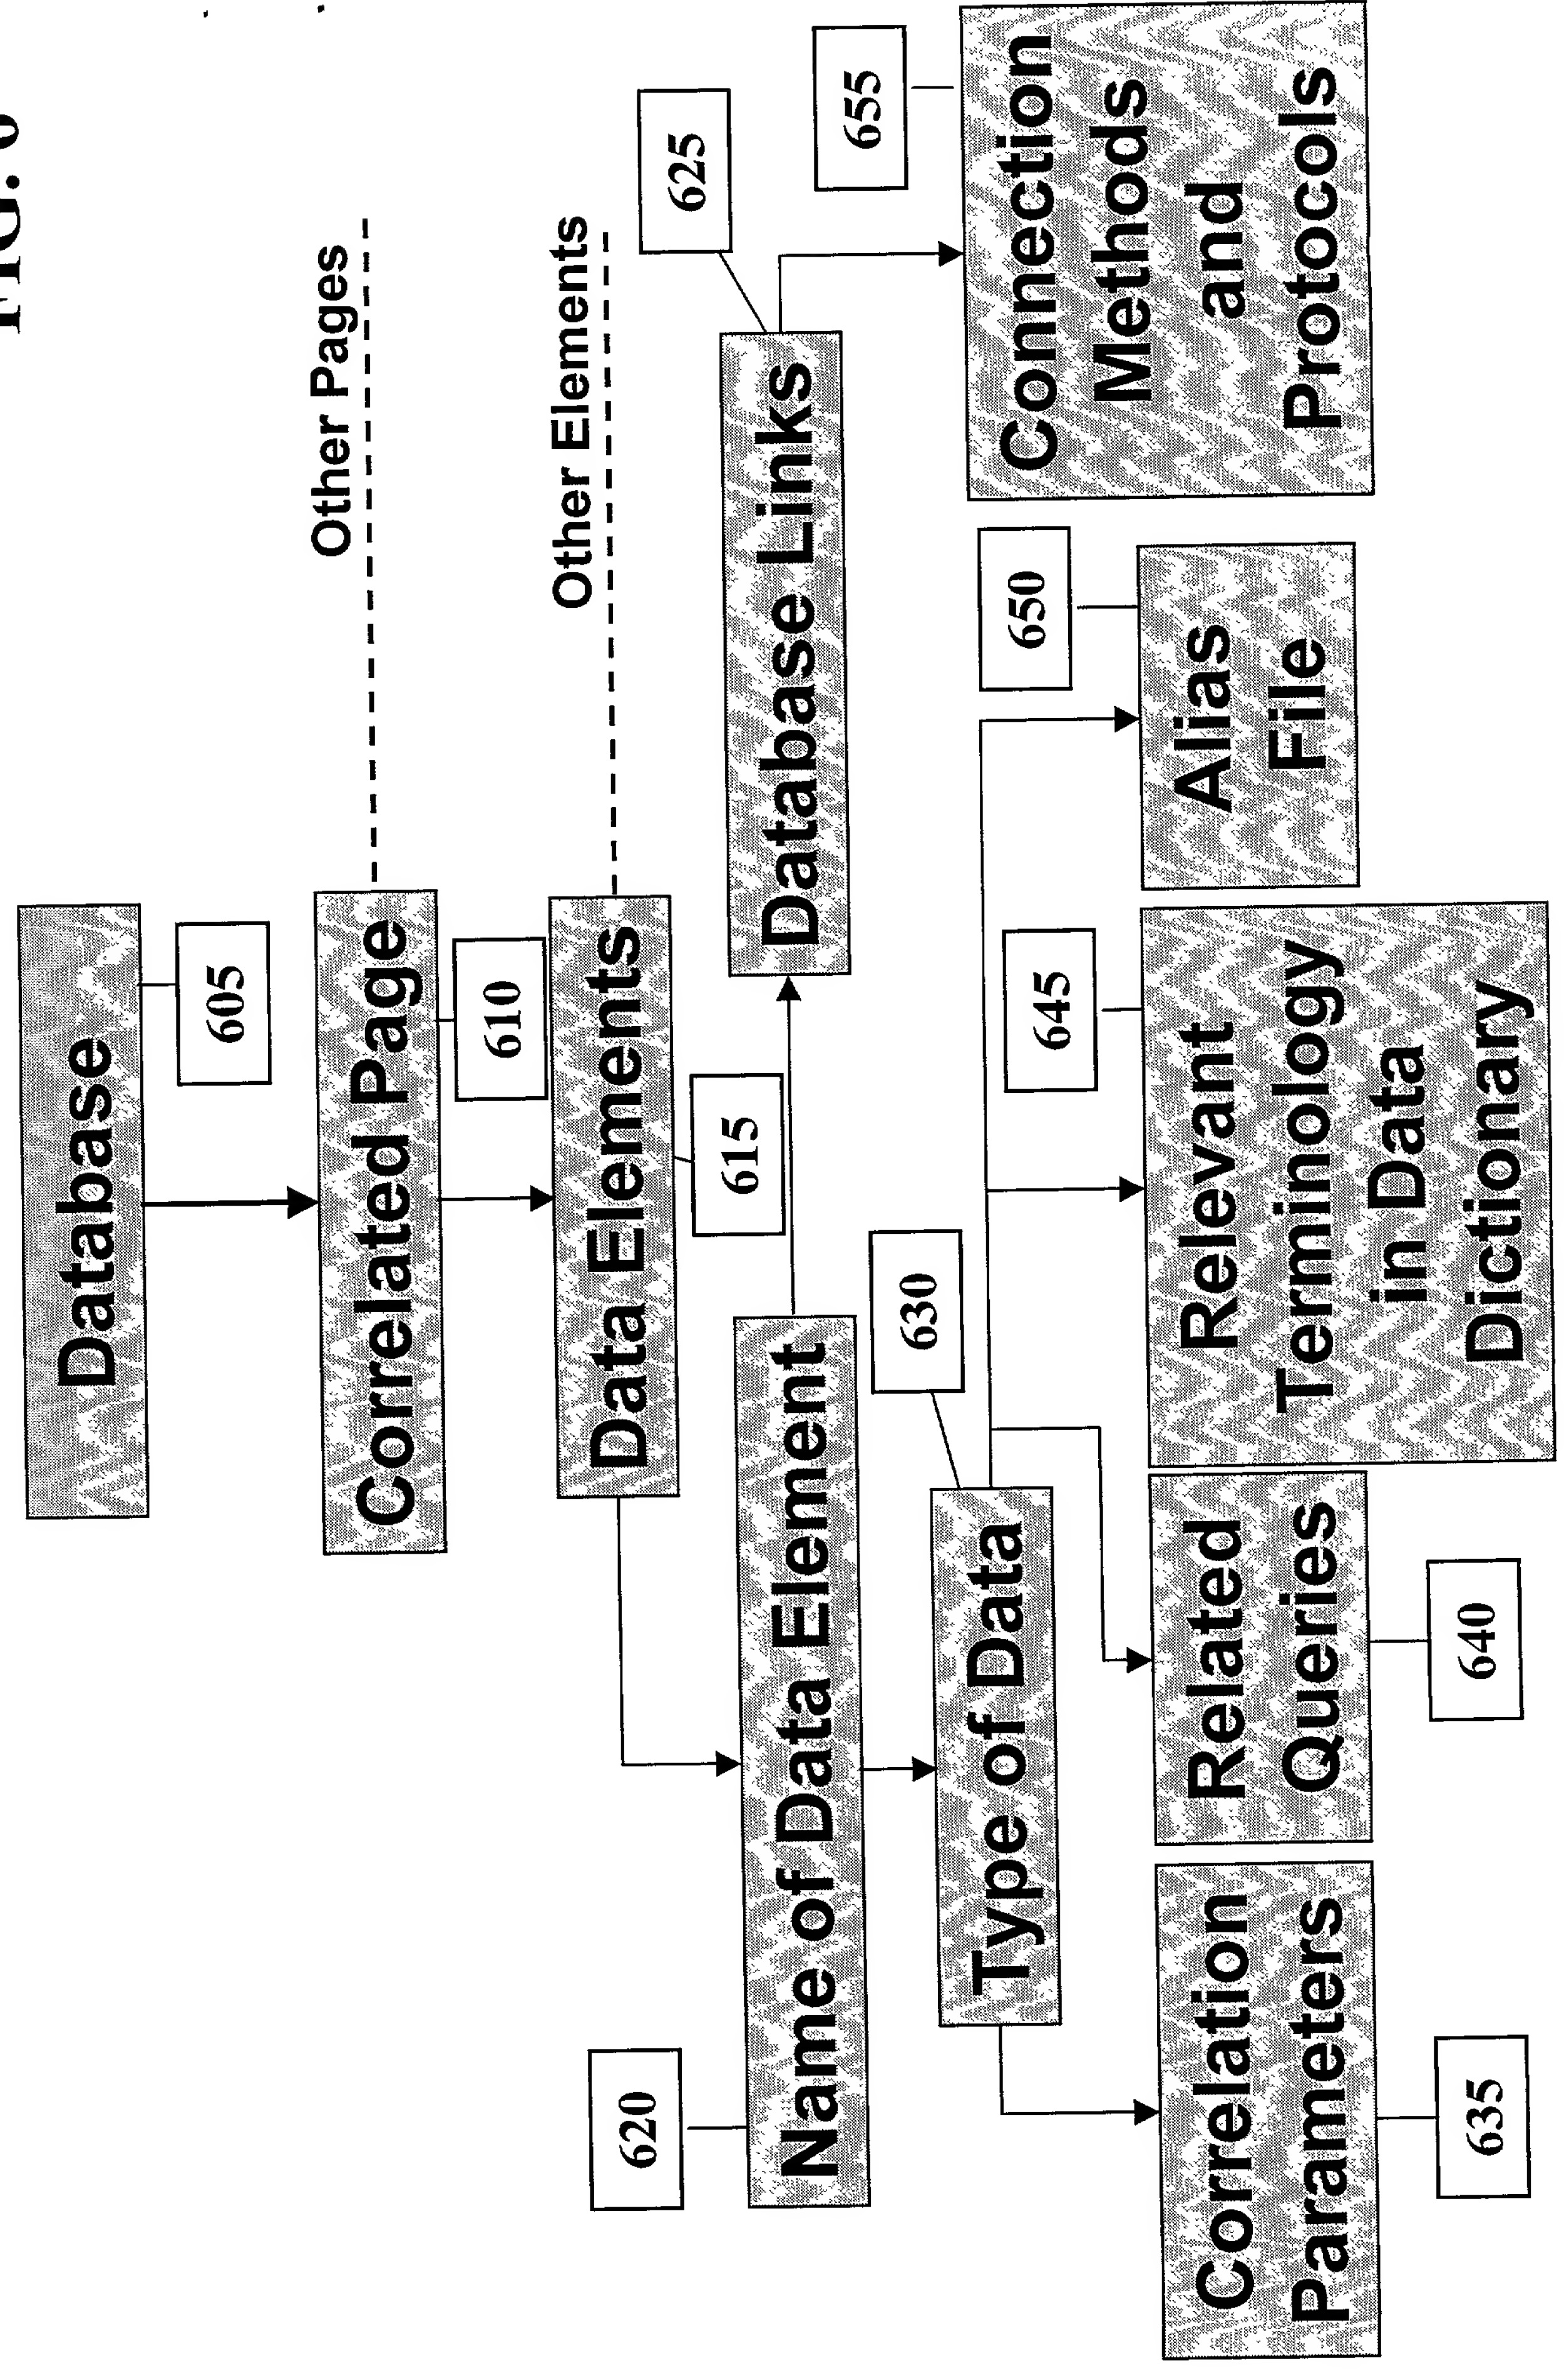 Database
605
Other Pages
Correlated Page
610
Other Elements
Data Elements
615
625
620
Name of Data Element
Database Links
630
655
Type of Data
Connection
Methods
and
Protocols
645
650
Correlation
Parameters
Related
Queries
Relevant
Terminology
in Data
Dictionary
Alias
File
635
640